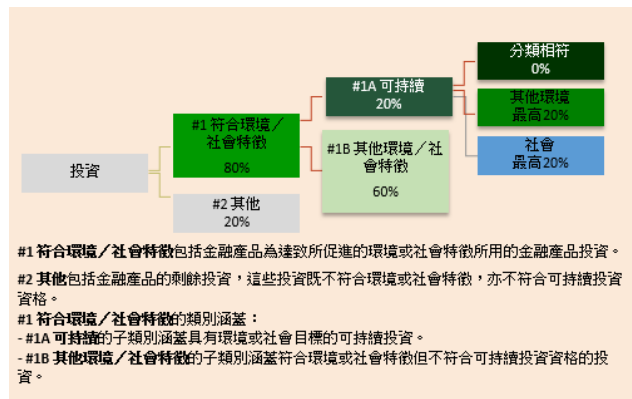 分類相符
0%
#1A 可持續
20%
其他環境
最高20%
#1 符合環境／
社會特徵
80%
#1B 其他環境／社
會特徵
60%
社會
最高20%
投資
#2 其他
20%
#1 符合環境／社會特徵包括金融產品為達致所促進的環境或社會特徵所用的金融產品投資。
#2 其他包括金融產品的剩餘投資，這些投資既不符合環境或社會特徵，亦不符合可持續投資
資格。
#1 符合環境／社會特徵的類別涵蓋：
- #1A 可持續的子類別涵蓋具有環境或社會目標的可持續投資。
- #1B 其他環境／社會特徵的子類別涵蓋符合環境或社會特徵但不符合可持續投資資格的投
資。